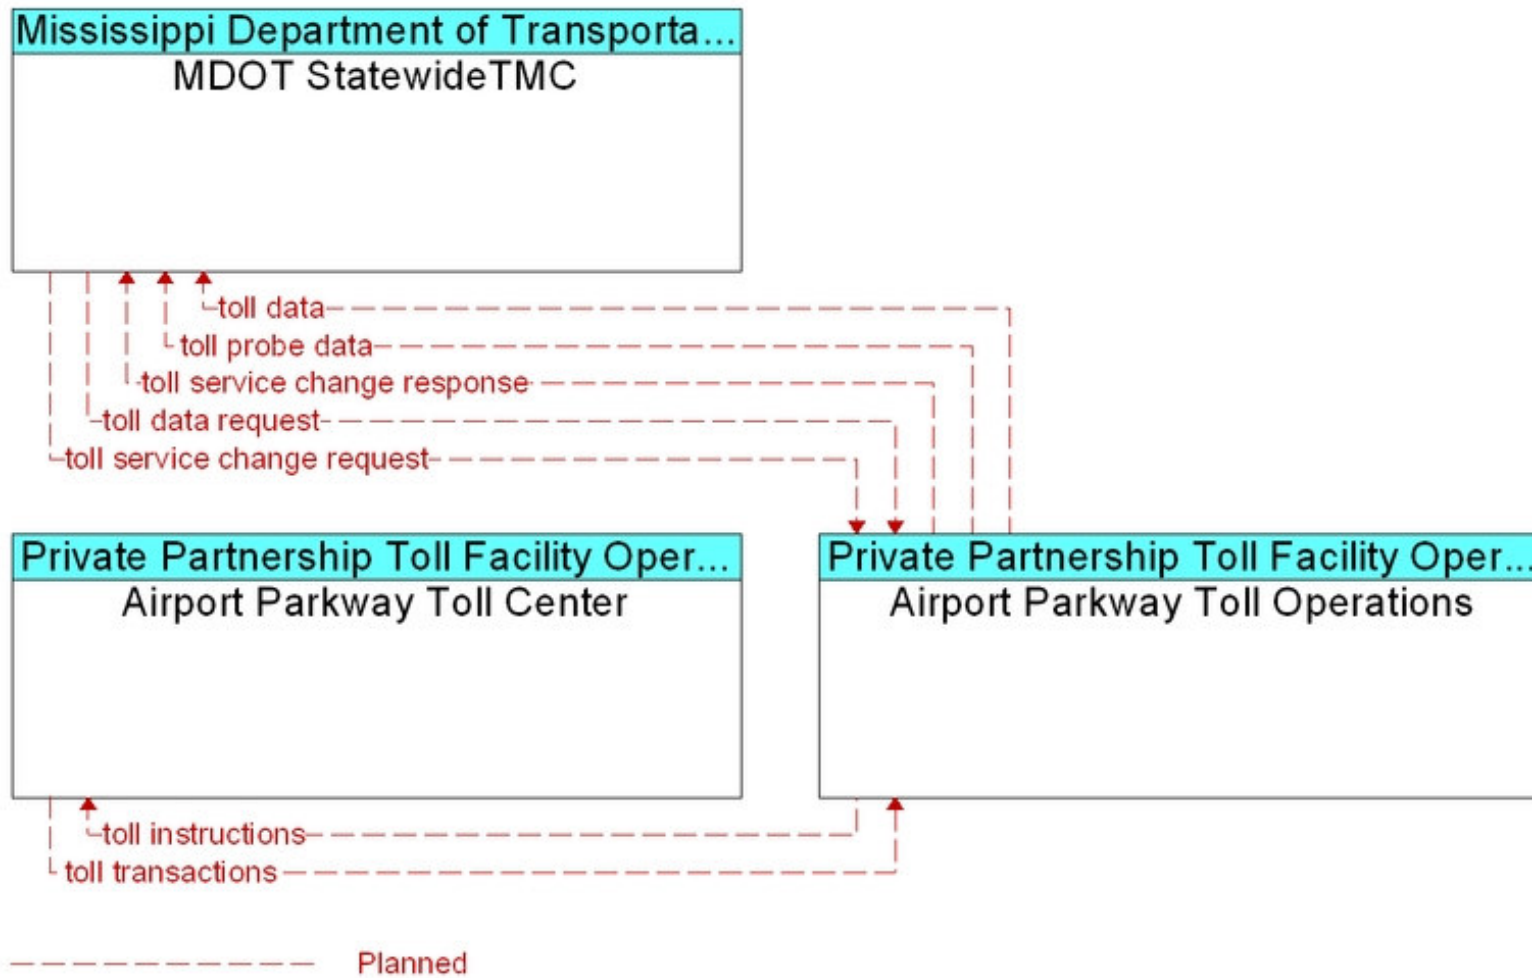 Mississippi Department of Transporta...
MDOT StatewideTMC
toll data
toll probe data
toll service change response
toll data request
toll service change request
Private Partnership Toll Facility Oper...
Airport Parkway Toll Center
Private Partnership Toll Facility Oper...
Airport Parkway Toll Operations
toll instructions
toll transactions
Planned